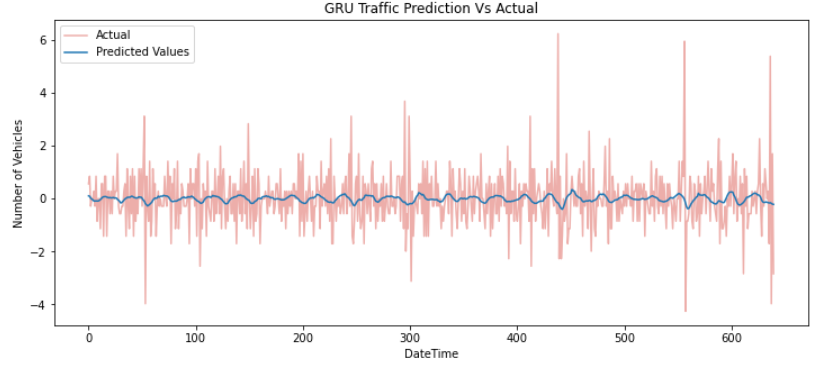 GRU Traffic Prediction Vs Actual
Actual
Predicted Values
Number of Vehicles
6
4
2
0
−2
−4
0 100 200 300 400 500 600
DateTime